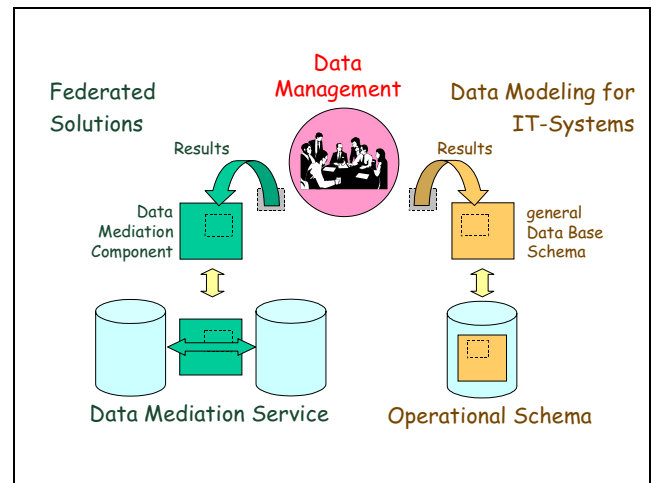 Data
Management
Federated
Solutions
Data Modeling for
IT-Systems
Results
Results
Data
Mediation
Component
general
Data Base
Schema
Data Mediation Service
Operational Schema